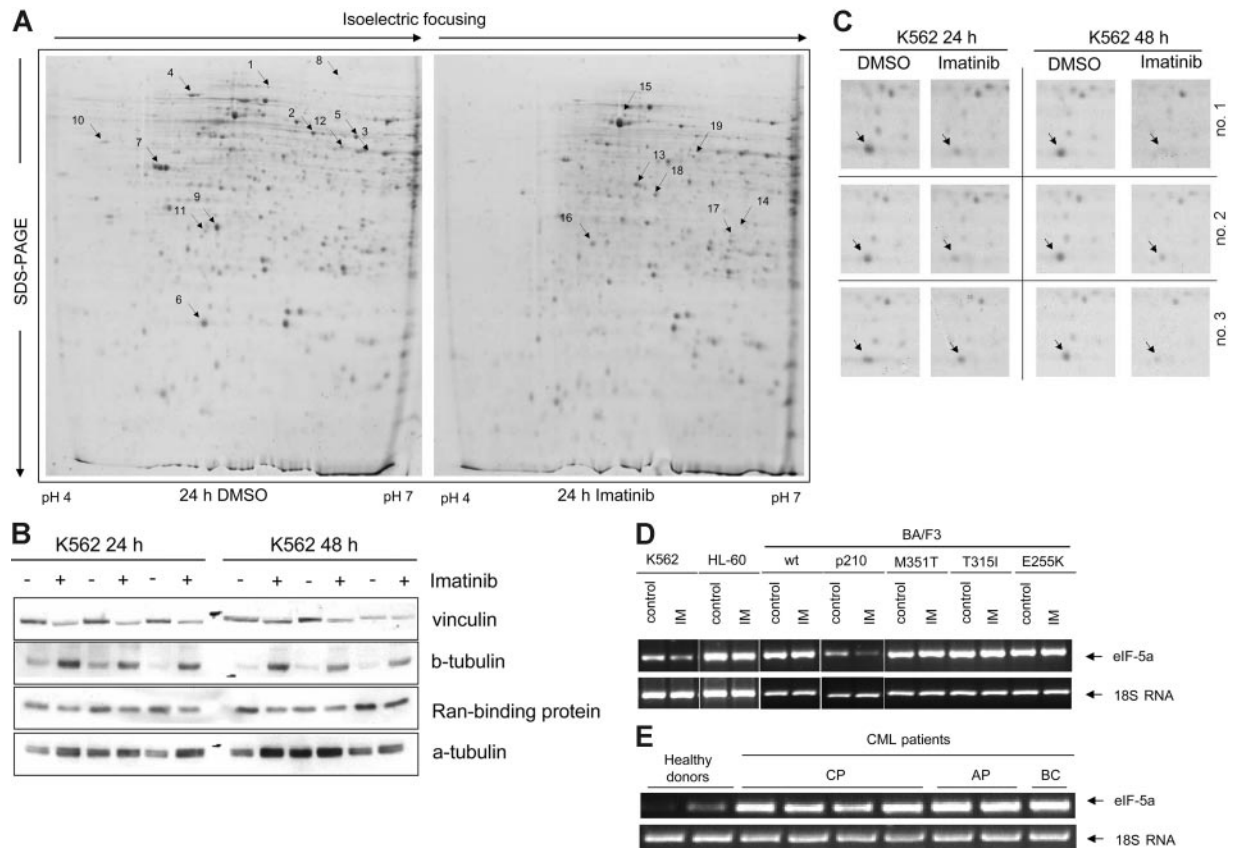 A
Isoelectric focusing
SDS-PAGE
1
8
4
2
12
5
3
10
7
9
11
6
15
19
13
18
16
17
14
pH 4
24 h DMSO
pH 7
pH 4
24 h Imatinib
pH 7
B
K562 24 h
K562 48 h
- + - + - + - + - + - + Imatinib
vinculin
b-tubulin
Ran-binding protein
a-tubulin
C
K562 24 h
K562 48 h
DMSO Imatinib DMSO Imatinib
no. 1
no. 2
no. 3
D
BA/F3
K562 HL-60 wt p210 M351T T315I E255K
control IM control IM control IM control IM control IM control IM control IM
eIF-5a
18S RNA
E
CML patients
Healthy
donors
CP AP BC
eIF-5a
18S RNA